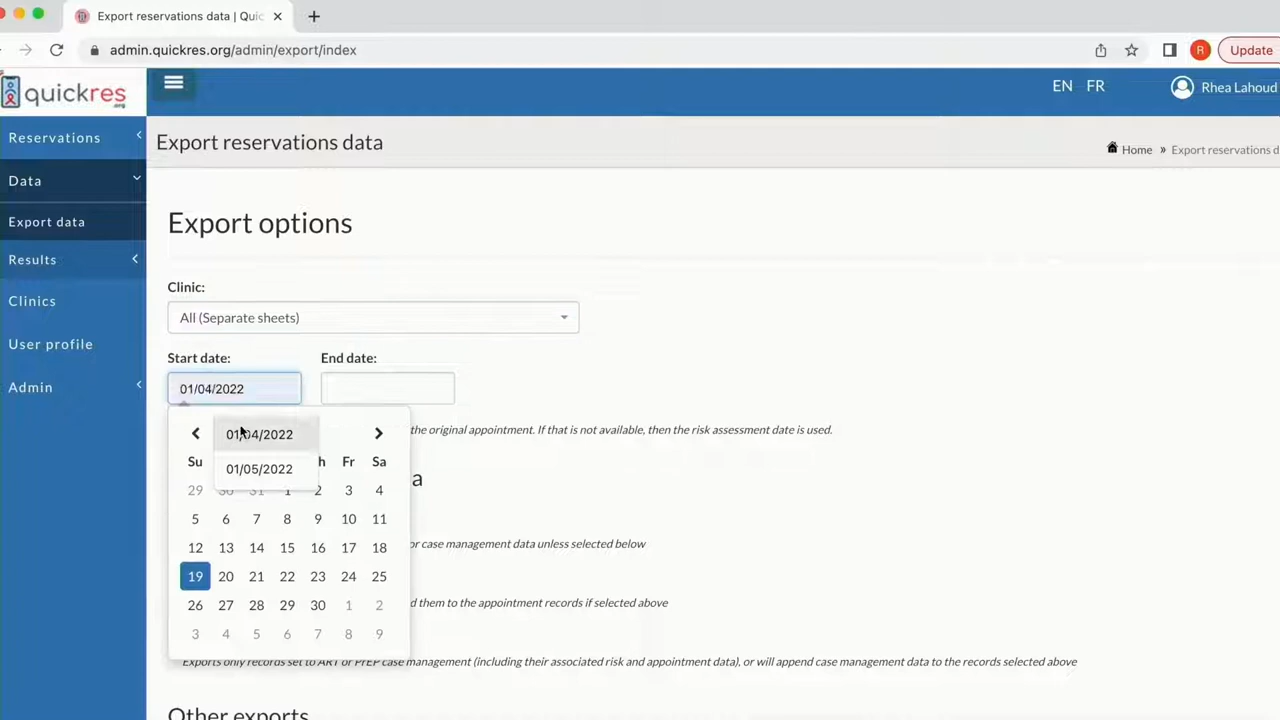 Export reservations data | Quic
admin.quickres.org/admin/export/index
R
Update
quickres
.org
EN FR
Rhea Lahoud
Reservations
Data
Export data
Results
Clinics
User profile
Admin
Export reservations data
Home » Export reservations d
Export options
Clinic:
All (Separate sheets)
Start date:
End date:
01/04/2022
01/04/2022
01/05/2022
the original appointment. If that is not available, then the risk assessment date is used.
Su h Fr Sa
29 30 31 1 2 3 4
5 6 7 8 9 10 11
12 13 14 15 16 17 18
19 20 21 22 23 24 25
26 27 28 29 30 1 2
3 4 5 6 7 8 9
a
or case management data unless selected below
d them to the appointment records if selected above
Exports only records set to ART or PrEP case management (including their associated risk and appointment data), or will append case management data to the records selected above
Other exports